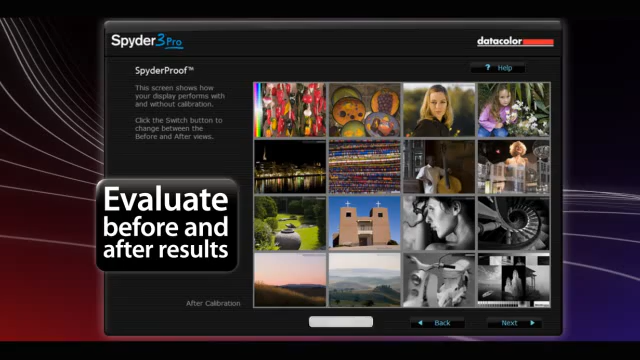 Spyder3Pro
datacolor
SpyderProof™
? Help
This screen shows how
your display performs with
and without calibration.
Click the Switch button to
change between the
Before and After views.
Evaluate
before and
after results
After Calibration
Back
Next